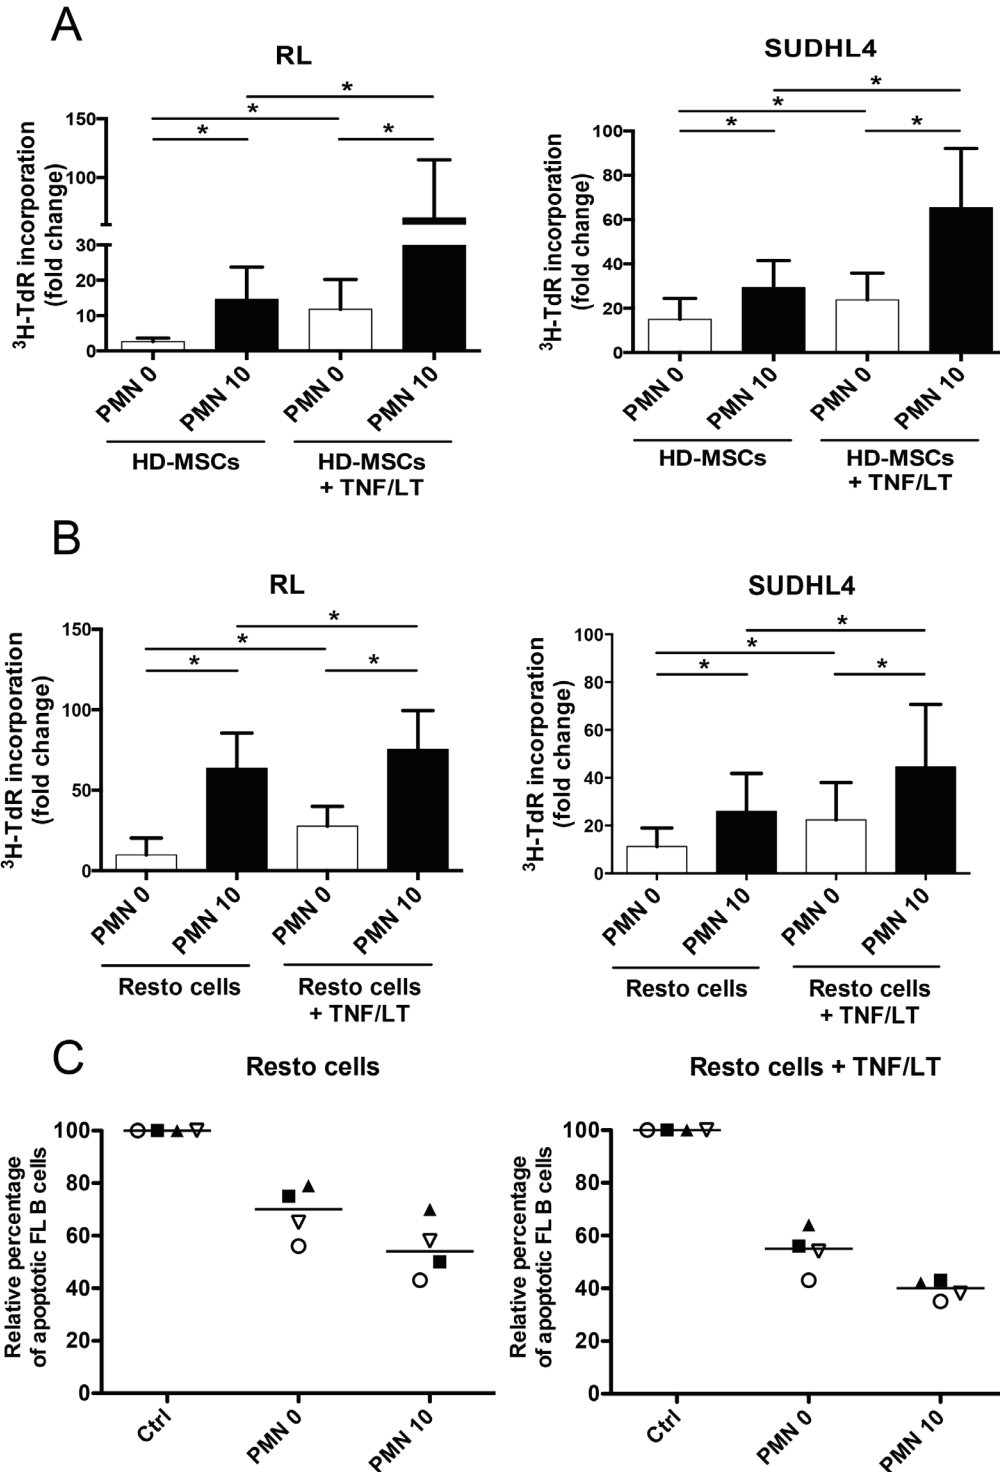 A
RL
SUDHL4
³H-TdR incorporation
(fold change)
150
100
30
20
10
0
*
*
*
*
PMN 0
PMN 10
PMN 0
PMN 10
HD-MSCs
HD-MSCs
+ TNF/LT
³H-TdR incorporation
(fold change)
100
80
60
40
20
0
*
*
*
*
PMN 0
PMN 10
PMN 0
PMN 10
HD-MSCs
HD-MSCs
+ TNF/LT
B
RL
SUDHL4
³H-TdR incorporation
(fold change)
150
100
50
0
*
*
*
*
PMN 0
PMN 10
PMN 0
PMN 10
Resto cells
Resto cells
+ TNF/LT
³H-TdR incorporation
(fold change)
100
80
60
40
20
0
*
*
*
*
PMN 0
PMN 10
PMN 0
PMN 10
Resto cells
Resto cells
+ TNF/LT
C
Resto cells
Resto cells + TNF/LT
Relative percentage
of apoptotic FL B cells
100
80
60
40
20
0
Ctrl
PMN 0
PMN 10
Relative percentage
of apoptotic FL B cells
100
80
60
40
20
0
Ctrl
PMN 0
PMN 10